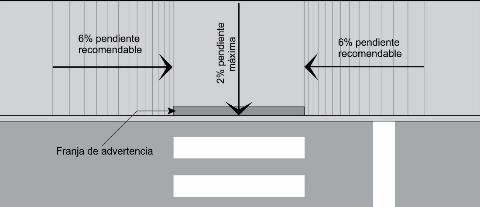 6% pendiente
recomendable
2% pendiente
máxima
6% pendiente
recomendable
Franja de advertencia